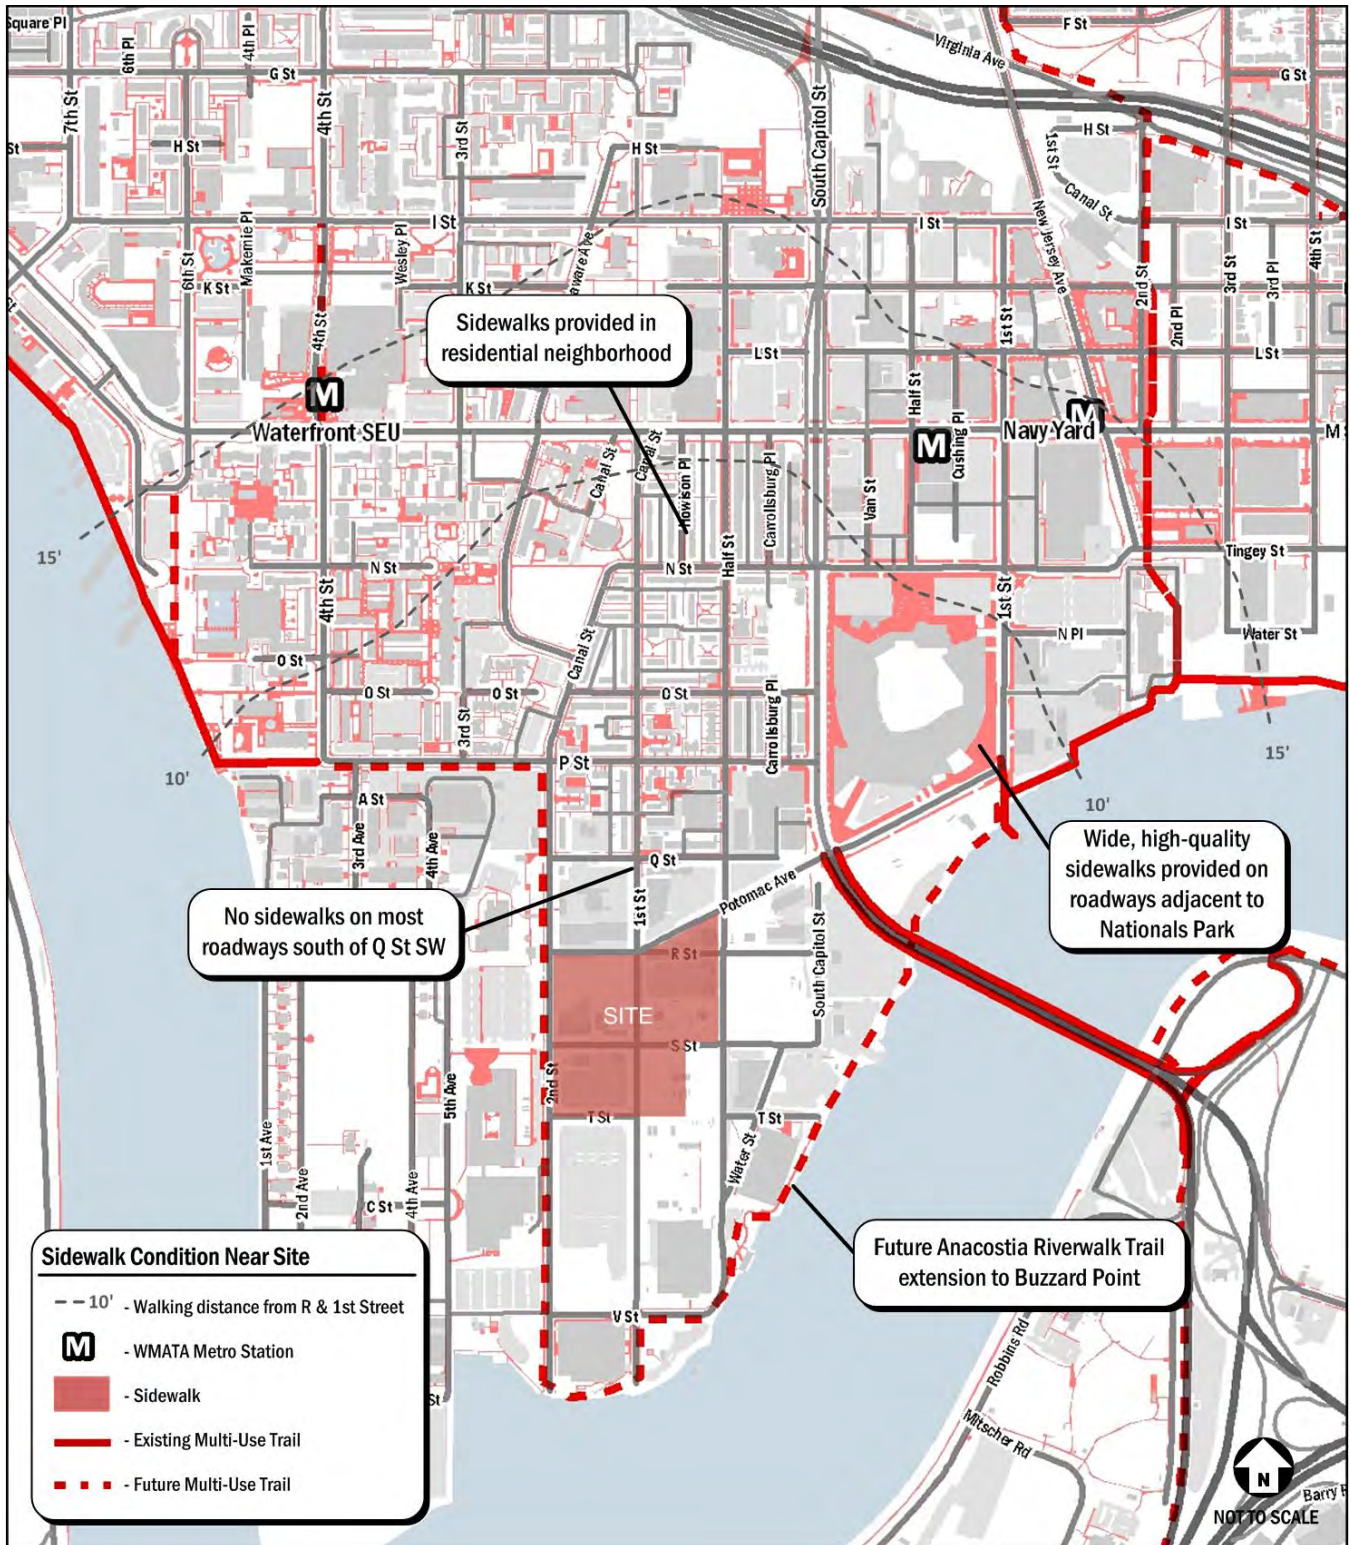 Square Pl
6th Pl
4th Pl
F St
Virginia Ave
G St
G St
7th St
4th St
South Capitol St
3rd St
H St
1st St
St
H St
H St
Canal St
New Jersey Ave
I St
I St
I St
Makemie Pl
Wesley Pl
6th St
aware Ave
2nd St
3rd St
3rd Pl
4th St
K St
K St
4th St
1st St
2nd Pl
Sidewalks provided in
residential neighborhood
L St
L St
M
Half St
M
Waterfront SEU
Navy Yard
M
Cushing Pl
M S
Canal St
Canal St
Howison Pl
Carrollsburg Pl
Van St
15'
Half St
Tingey St
N St
N St
4th St
1st St
N Pl
Water St
Canal St
O St
O St
O St
O St
3rd St
Carrollsburg Pl
15'
10'
P St
10'
A St
3rd Ave
4th Ave
Q St
Wide, high-quality
sidewalks provided on
roadways adjacent to
Nationals Park
No sidewalks on most
roadways south of Q St SW
1st St
Potomac Ave
R St
South Capitol St
SITE
S St
2nd St
5th Ave
T St
T St
1st Ave
Water St
2nd Ave
4th Ave
C St
Future Anacostia Riverwalk Trail
extension to Buzzard Point
V St
Robbins Rd
Mitscher Rd
St
Sidewalk Condition Near Site
10' - Walking distance from R & 1st Street
M - WMATA Metro Station
- Sidewalk
- Existing Multi-Use Trail
- Future Multi-Use Trail
N
Barry R
NOT TO SCALE